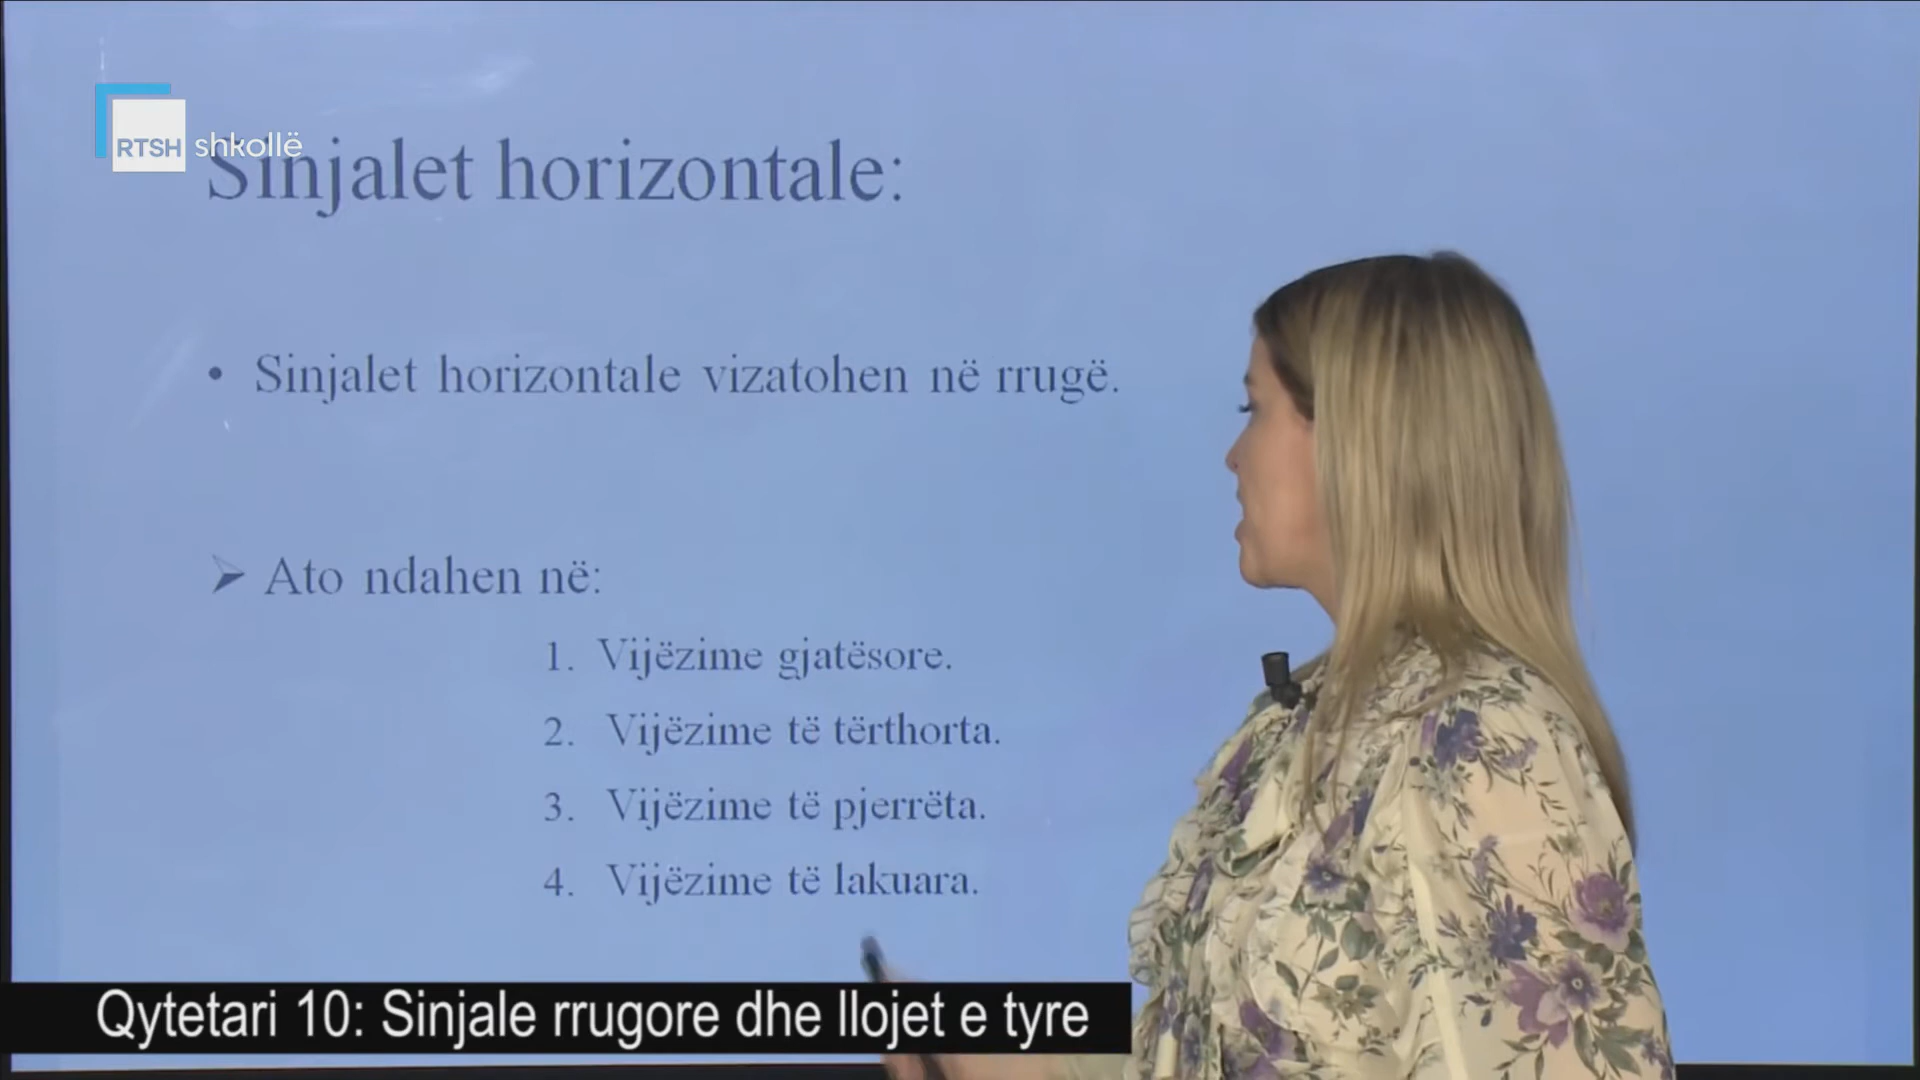 RTSH shkollë
Sinjalet horizontale:
• Sinjalet horizontale vizatohen në rrugë.
➢ Ato ndahen në:
1. Vijëzime gjatësore.
2. Vijëzime të tërthorta.
3. Vijëzime të pjerrëta.
4. Vijëzime të lakuara.
Qytetari 10: Sinjale rrugore dhe llojet e tyre